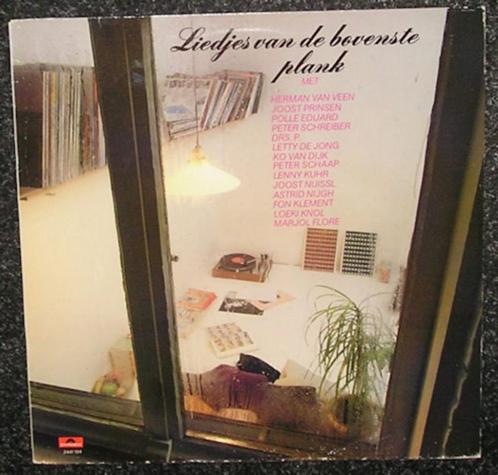 Liedjes van de bovenste
plank
MET
HERMAN VAN VEEN
JOOST PRINSEN
POLLE EDUARD
PETER SCHREIBER
DRS. P.
LETTY DE JONG
KO VAN DIJK
PETER SCHAAP
LENNY KUHR
JOOST NUISSL
ASTRID NIJGH
FON KLEMENT
LOEKI KNOL
MARJOL FLORE